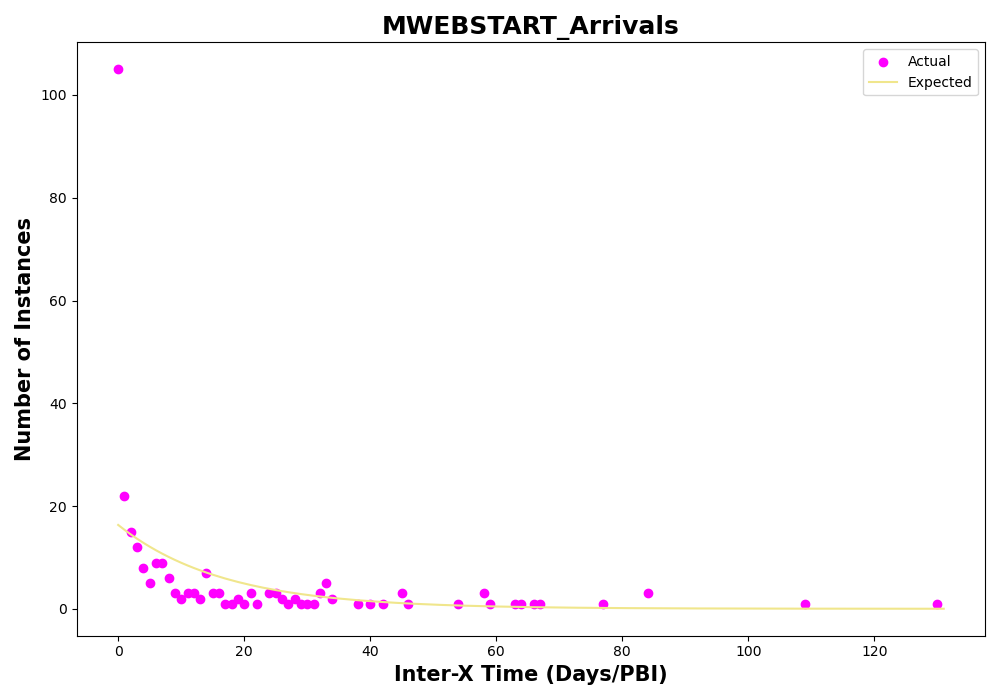 MWEBSTART_Arrivals
Actual
Expected
100
80
60
40
20
0
Number of Instances
0 20 40 60 80 100 120
Inter-X Time (Days/PBI)